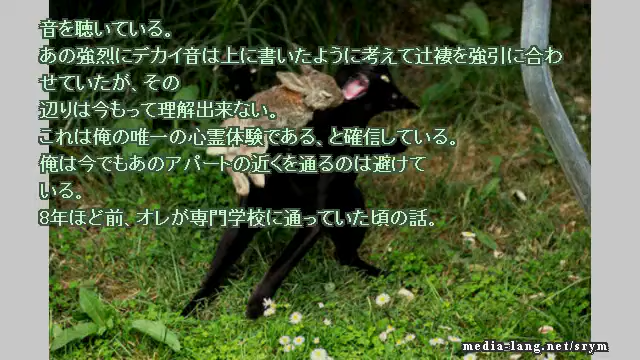 音を聴いている。
あの強烈にデカイ音は上に書いたように考えて辻褄を強引に合わ
せていたが、その
辺りは今もって理解出来ない。
これは俺の唯一の心霊体験である、と確信している。
俺は今でもあのアパートの近くを通るのは避けて
いる。
8年ほど前、オレが専門学校に通っていた頃の話。
media-lang.net/srym